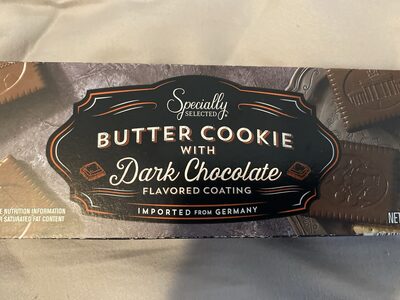 Specially
SELECTED
BUTTER COOKIE
WITH
Dark Chocolate
FLAVORED COATING
IMPORTED FROM GERMANY
NUTRITION INFORMATION
SATURATED FAT CONTENT
NET